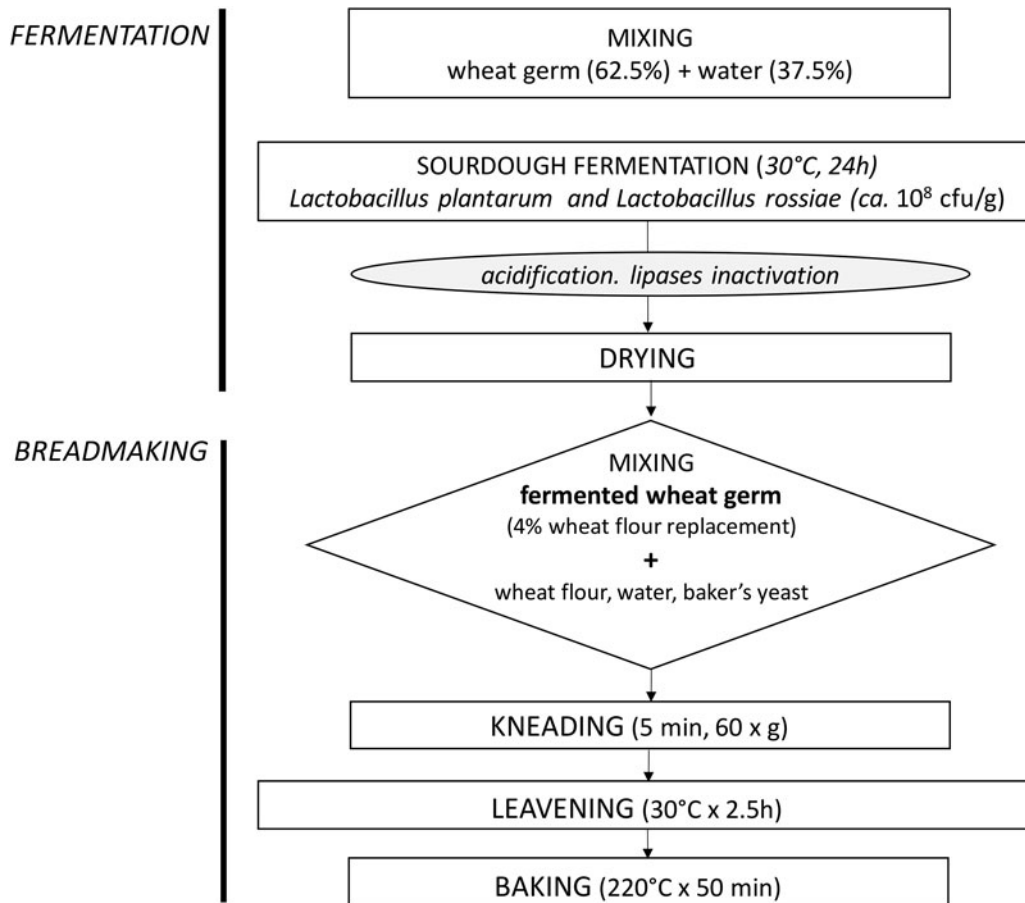 FERMENTATION
MIXING
wheat germ (62.5%) + water (37.5%)
SOURDOUGH FERMENTATION (30°C, 24h)
Lactobacillus plantarum and Lactobacillus rossiae (ca. 10⁸ cfu/g)
acidification. lipases inactivation
DRYING
BREADMAKING
MIXING
fermented wheat germ
(4% wheat flour replacement)
+
wheat flour, water, baker’s yeast
KNEADING (5 min, 60 x g)
LEAVENING (30°C x 2.5h)
BAKING (220°C x 50 min)